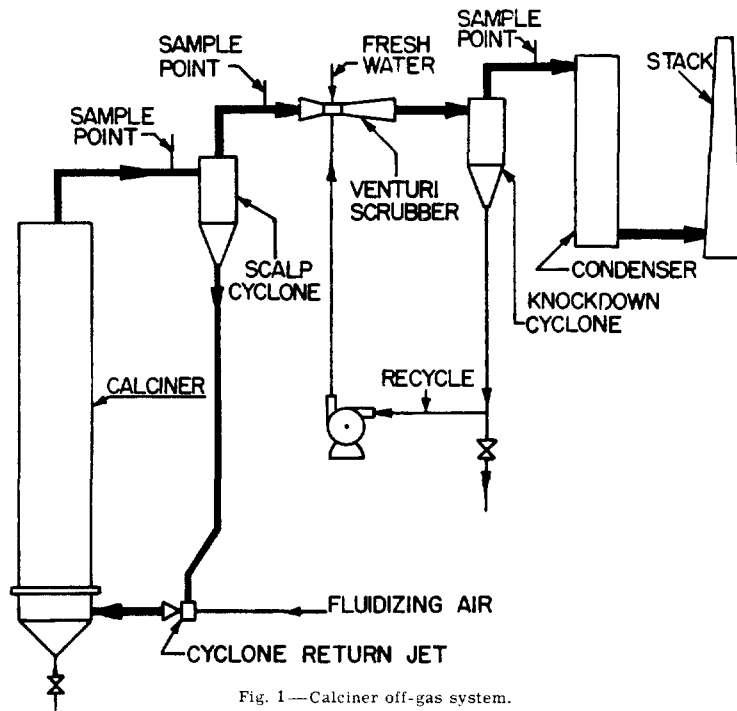 SAMPLE
POINT
FRESH
WATER
SAMPLE
POINT
STACK
SAMPLE
POINT
VENTURI
SCRUBBER
SCALP
CYCLONE
CONDENSER
KNOCKDOWN
CYCLONE
CALCINER
RECYCLE
FLUIDIZING AIR
CYCLONE RETURN JET
Fig. 1—Calciner off-gas system.